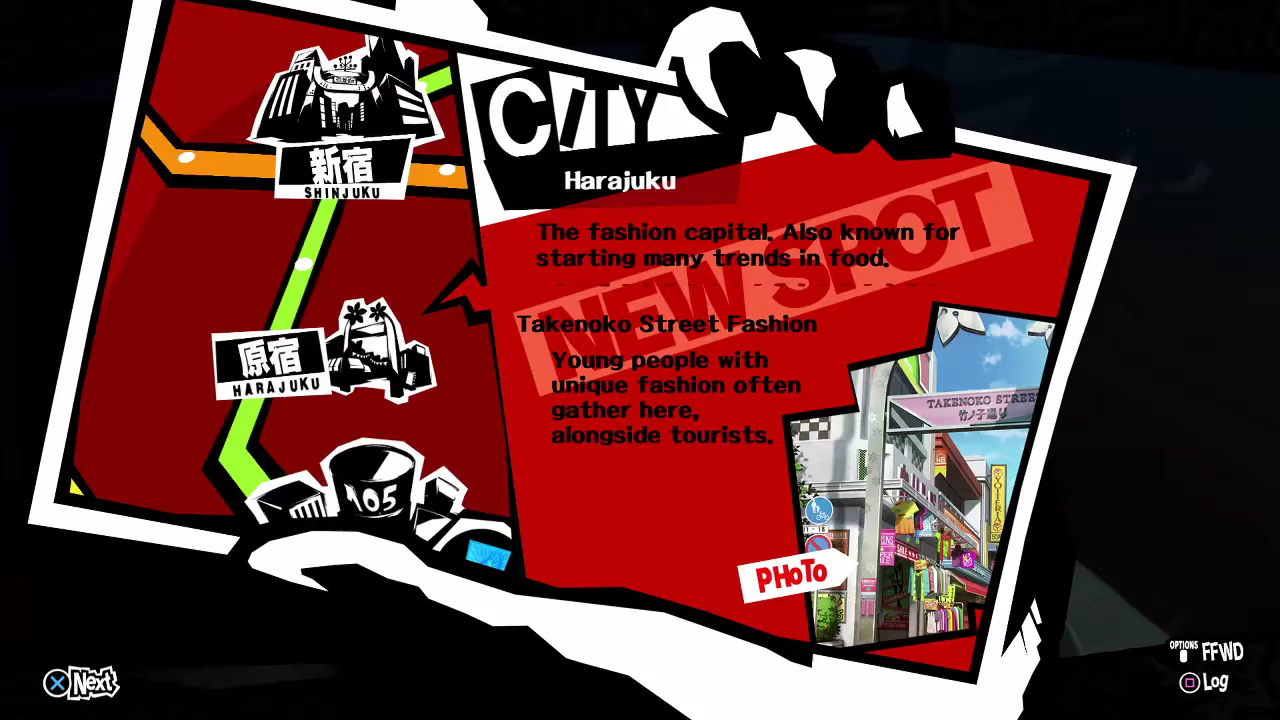 CITY
新宿
SHINJUKU
Harajuku
The fashion capital. Also known for
starting many trends in food.
NEW SPOT
Takenoko Street Fashion
原宿
HARAJUKU
Young people with
unique fashion often
gather here,
alongside tourists.
TAKENOKO STREET
竹ノ子通り
105
SALE
PHOTO
Next
OPTIONS
FFWD
Log